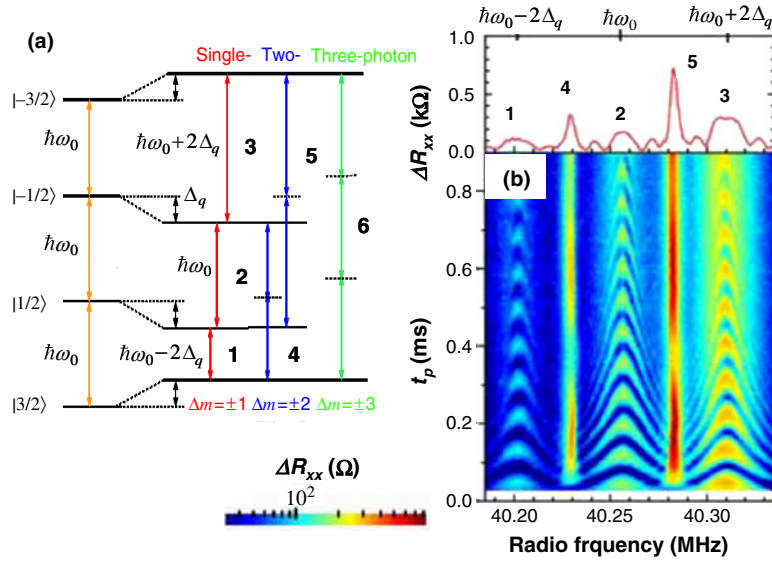 (a)
Single- Two- Three-photon
|−3/2⟩
ħω₀
ħω₀+2Δq
3
5
|−1/2⟩
Δq
6
ħω₀
ħω₀
2
|1/2⟩
ħω₀
ħω₀−2Δq
1
4
|3/2⟩
Δm=±1 Δm=±2 Δm=±3
ΔRxx (Ω)
10²
ħω₀−2Δq ħω₀ ħω₀+2Δq
ΔRxx (kΩ)
1.0
0.5
0.0
1
4
2
5
3
(b)
tp (ms)
0.8
0.6
0.4
0.2
0.0
40.20 40.25 40.30
Radio frquency (MHz)